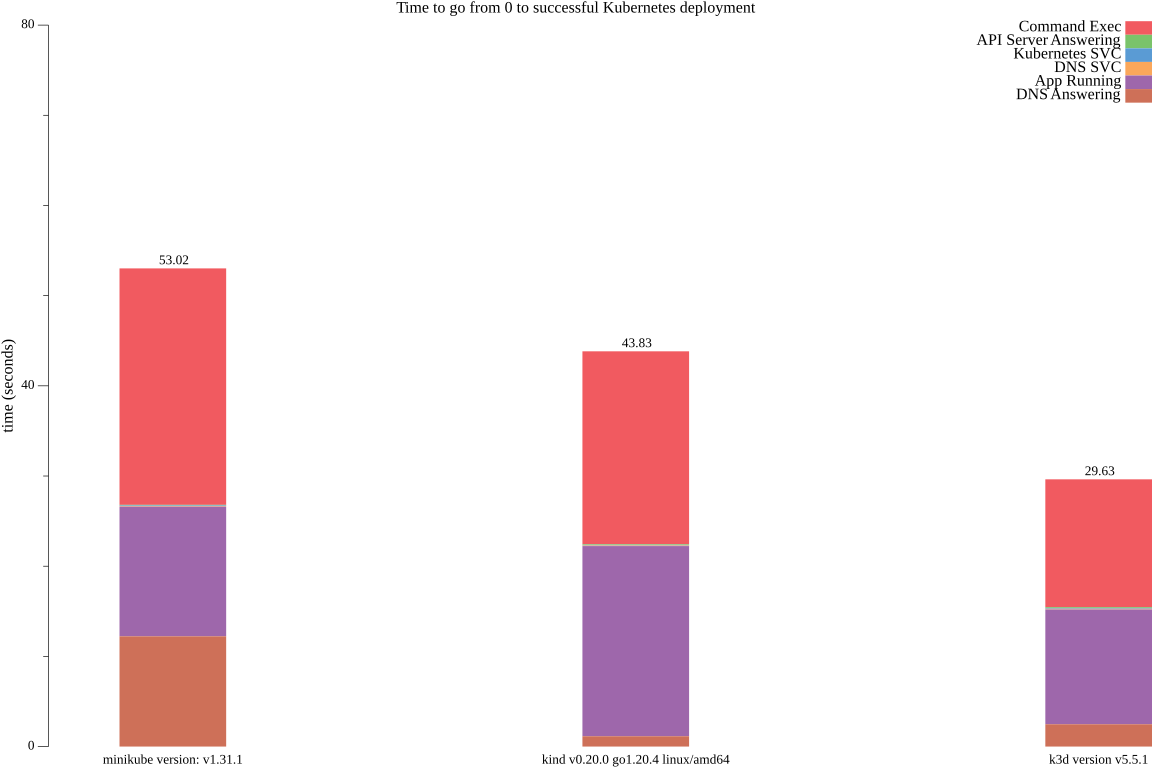 Time to go from 0 to successful Kubernetes deployment
80
Command Exec
API Server Answering
Kubernetes SVC
DNS SVC
App Running
DNS Answering
53.02
43.83
40
time (seconds)
29.63
0
minikube version: v1.31.1
kind v0.20.0 go1.20.4 linux/amd64
k3d version v5.5.1